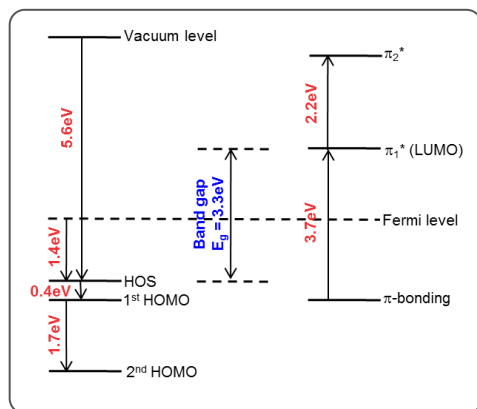 Vacuum level
π₂*
5.6eV
2.2eV
π₁* (LUMO)
Band gap
E_g = 3.3eV
3.7eV
Fermi level
1.4eV
HOS
0.4eV
1st HOMO
π-bonding
1.7eV
2nd HOMO